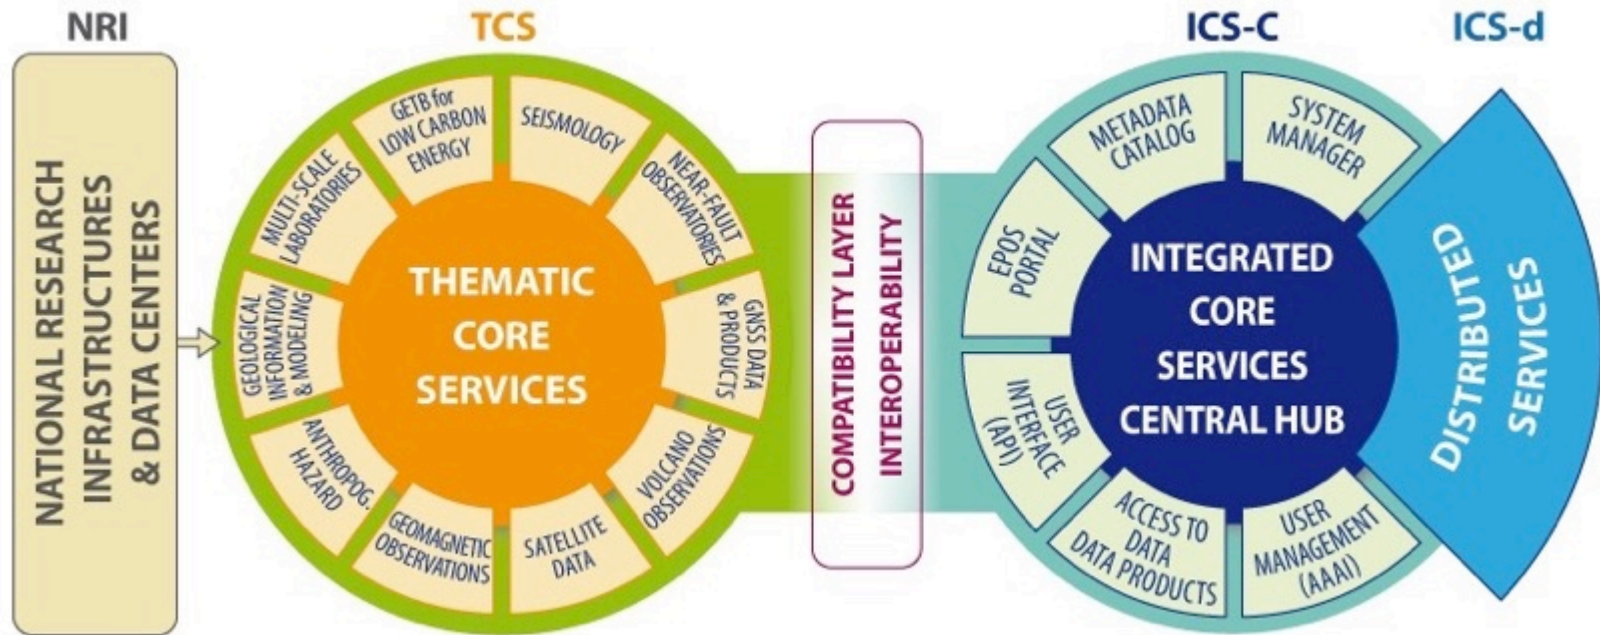 NRI
NATIONAL RESEARCH
INFRASTRUCTURES
& DATA CENTERS
TCS
GETB for
LOW CARBON
ENERGY
SEISMOLOGY
NEAR-FAULT
OBSERVATORIES
GNSS DATA
& PRODUCTS
VOLCANO
OBSERVATIONS
SATELLITE
DATA
GEOMAGNETIC
OBSERVATIONS
ANTHROPOG.
HAZARD
GEOLOGICAL
INFORMATION
& MODELING
MULTI-SCALE
LABORATORIES
THEMATIC
CORE
SERVICES
COMPATIBILITY LAYER
INTEROPERABILITY
ICS-C
METADATA
CATALOG
SYSTEM
MANAGER
EPOS
PORTAL
USER
INTERFACE
(API)
ACCESS TO
DATA
DATA PRODUCTS
USER
MANAGEMENT
(AAAI)
INTEGRATED
CORE
SERVICES
CENTRAL HUB
ICS-d
DISTRIBUTED
SERVICES